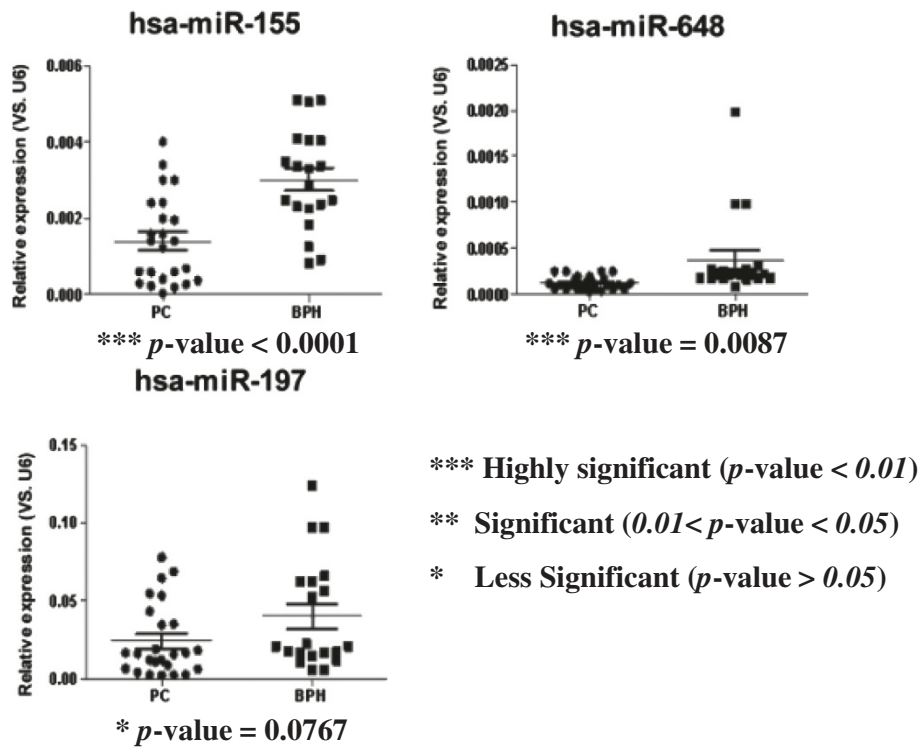 hsa-miR-155
Relative expression (VS. U6)
0.006
0.004
0.002
0.000
PC BPH
*** p-value < 0.0001
hsa-miR-648
Relative expression (VS. U6)
0.0025
0.0020
0.0015
0.0010
0.0005
0.0000
PC BPH
*** p-value = 0.0087
hsa-miR-197
Relative expression (VS. U6)
0.15
0.10
0.05
0.00
PC BPH
* p-value = 0.0767
*** Highly significant (p-value < 0.01)
** Significant (0.01< p-value < 0.05)
* Less Significant (p-value > 0.05)